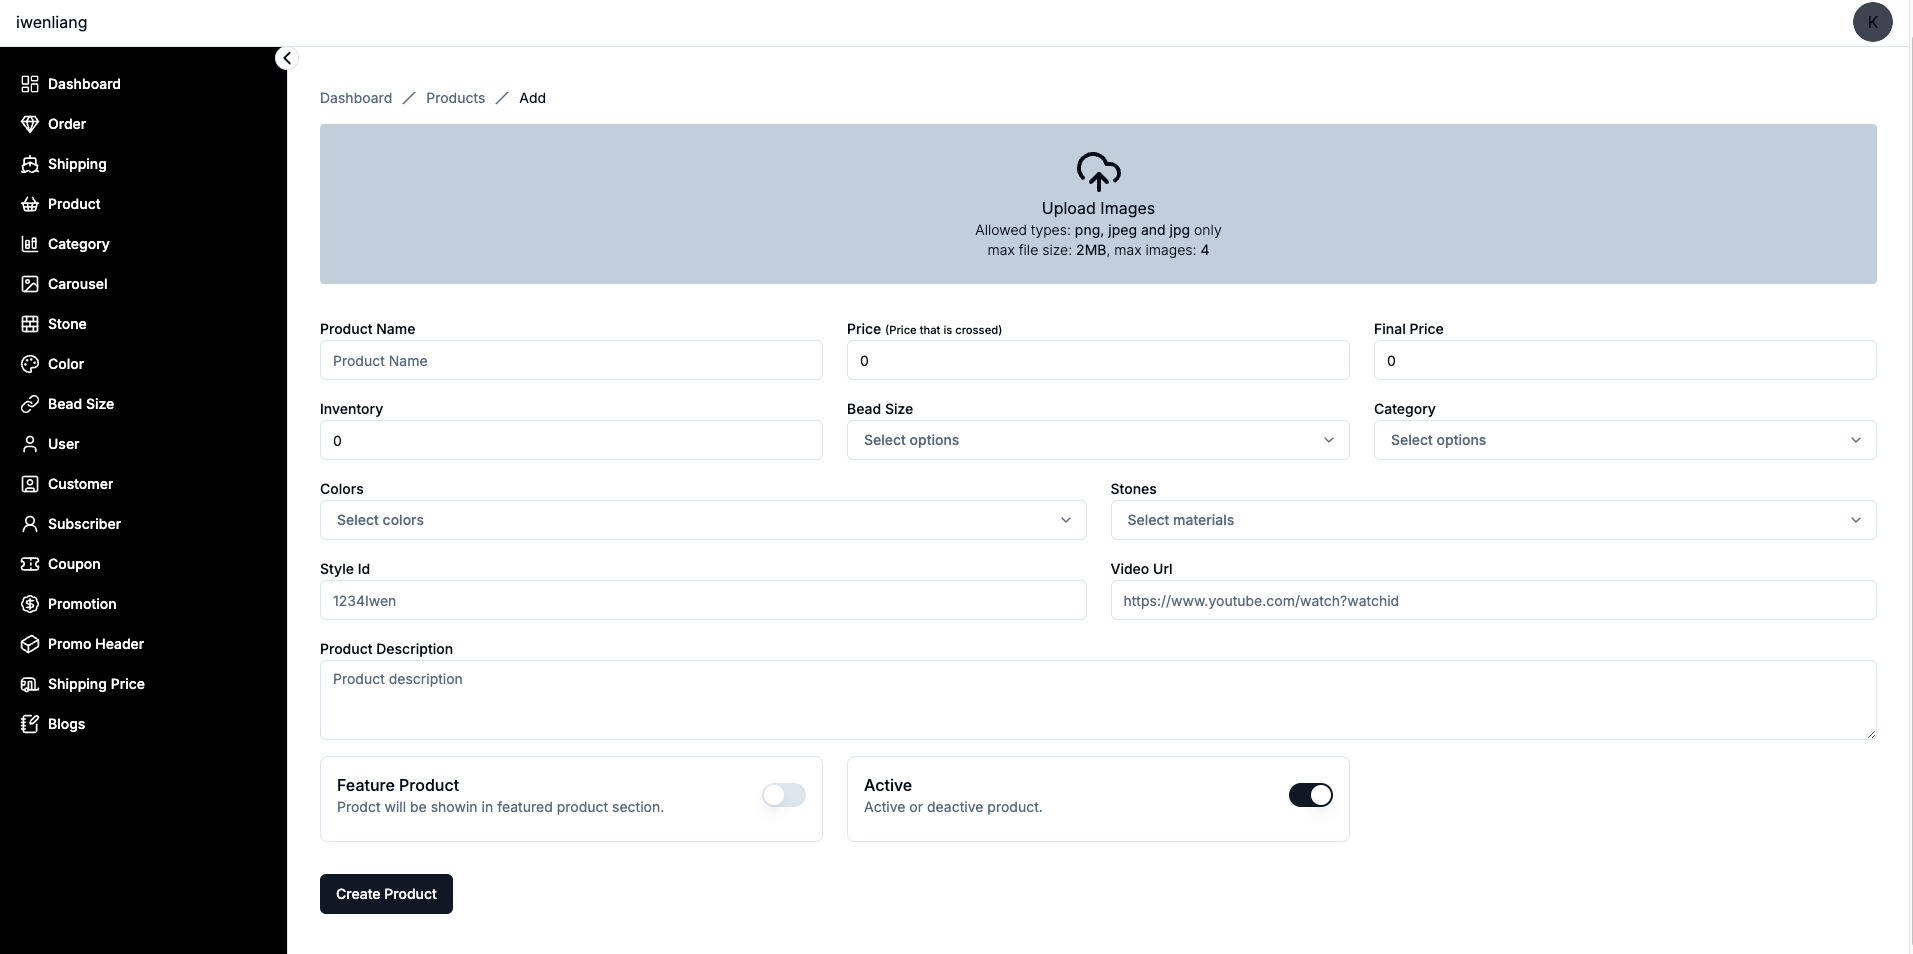 iwenliang
K
Dashboard
Order
Shipping
Product
Category
Carousel
Stone
Color
Bead Size
User
Customer
Subscriber
Coupon
Promotion
Promo Header
Shipping Price
Blogs
Dashboard / Products / Add
Upload Images
Allowed types: png, jpeg and jpg only
max file size: 2MB, max images: 4
Product Name
Product Name
Price (Price that is crossed)
0
Final Price
0
Inventory
0
Bead Size
Select options
Category
Select options
Colors
Select colors
Stones
Select materials
Style Id
1234Iwen
Video Url
https://www.youtube.com/watch?watchid
Product Description
Product description
Feature Product
Prodct will be showin in featured product section.
Active
Active or deactive product.
Create Product